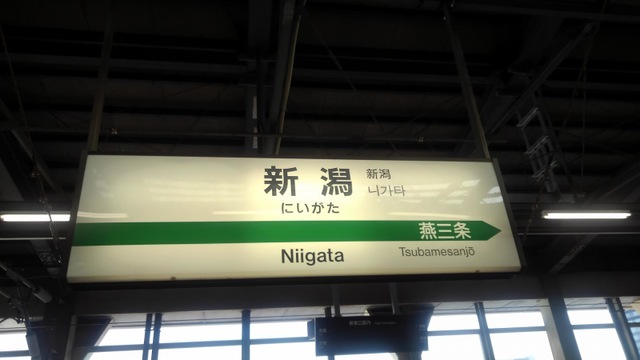 新潟
新潟
니가타
にいがた
燕三条
Niigata
Tsubamesanjō